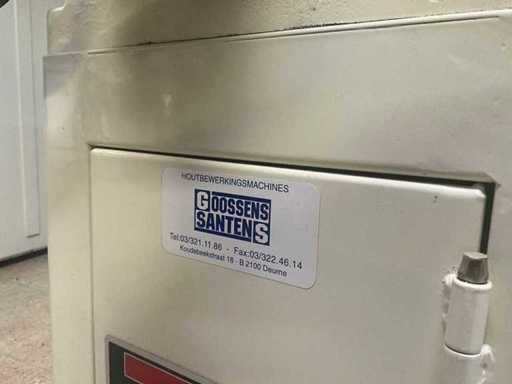 HOUTBEWERKINGSMACHINES
GOOSSENS
SANTENS
Tel:03/321.11.86 - Fax:03/322.46.14
Koudebeekstraat 18 - B 2100 Deurne